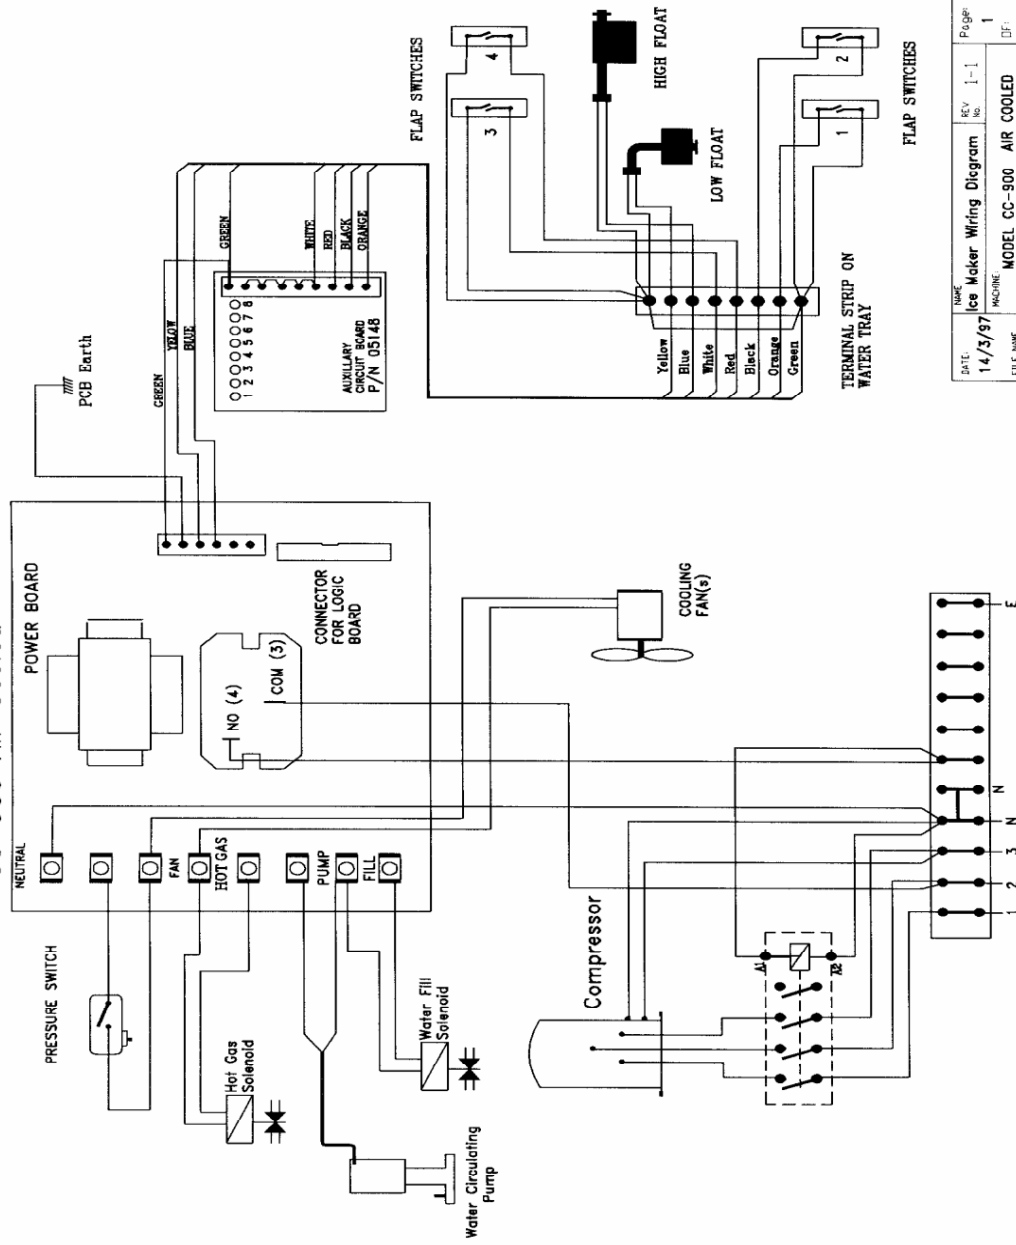 POWER BOARD
NEUTRAL
FAN
HOT GAS
PUMP
FILL
NO (4)
COM (3)
CONNECTOR
FOR LOGIC
BOARD
PCB Earth
GREEN
YELOW
BLUE
GREEN
WHITE
RED
BLACK
ORANGE
1 2 3 4 5 6 7 8
AUXILLARY
CIRCUIT BOARD
P/N 05148
FLAP SWITCHES
4
3
HIGH FLOAT
LOW FLOAT
2
1
FLAP SWITCHES
Yellow
Blue
White
Red
Black
Orange
Green
TERMINAL STRIP ON
WATER TRAY
PRESSURE SWITCH
Hot Gas
Solenoid
Water Fill
Solenoid
Water Circulating
Pump
COOLING
FAN(s)
Compressor
A1
A2
1 2 3 N N E
DATE:
14/3/97
NAME
Ice Maker Wiring Diagram
REV
No.
1-1
Page:
1
OF:
MACHINE:
MODEL CC-900 AIR COOLED